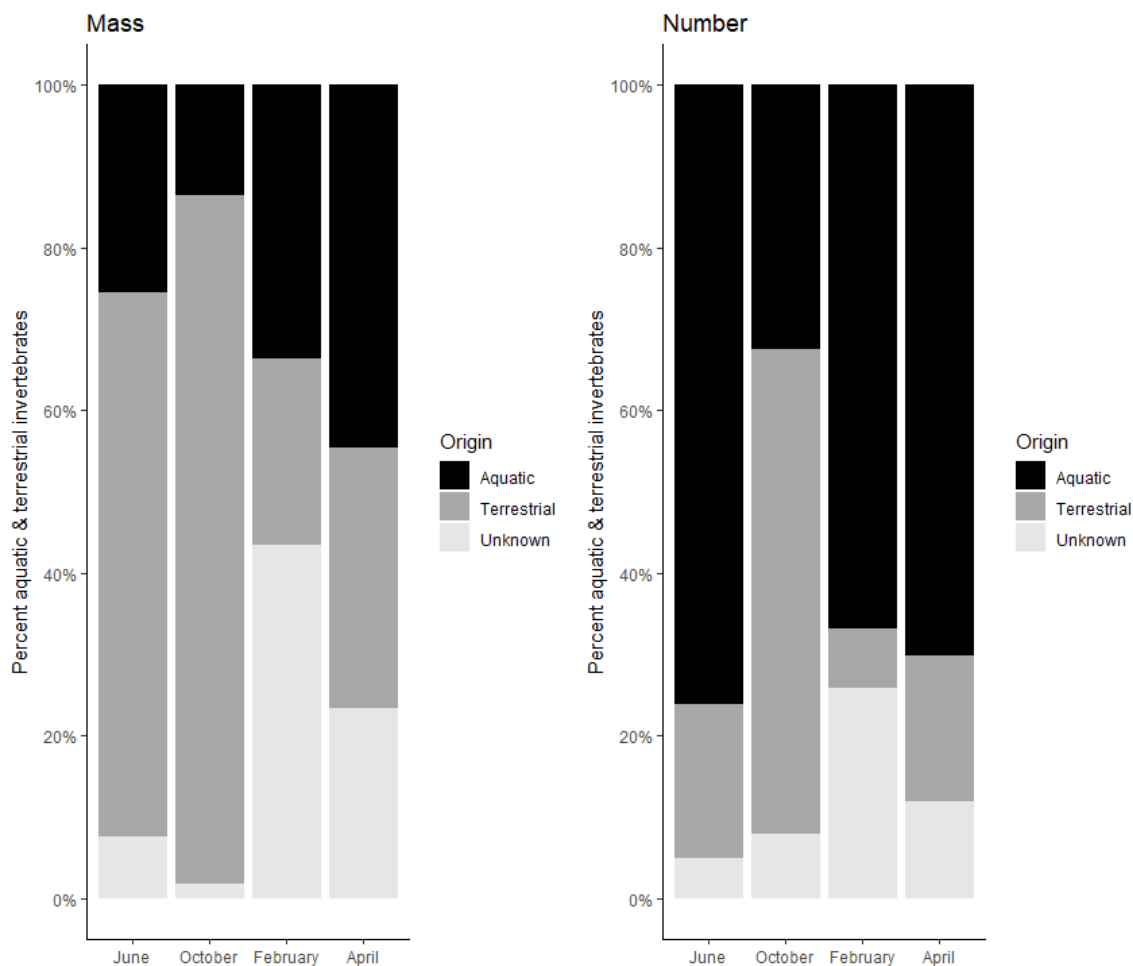 Mass
Percent aquatic & terrestrial invertebrates
100%
80%
60%
40%
20%
0%
June October February April
Origin
Aquatic
Terrestrial
Unknown
Number
Percent aquatic & terrestrial invertebrates
100%
80%
60%
40%
20%
0%
June October February April
Origin
Aquatic
Terrestrial
Unknown